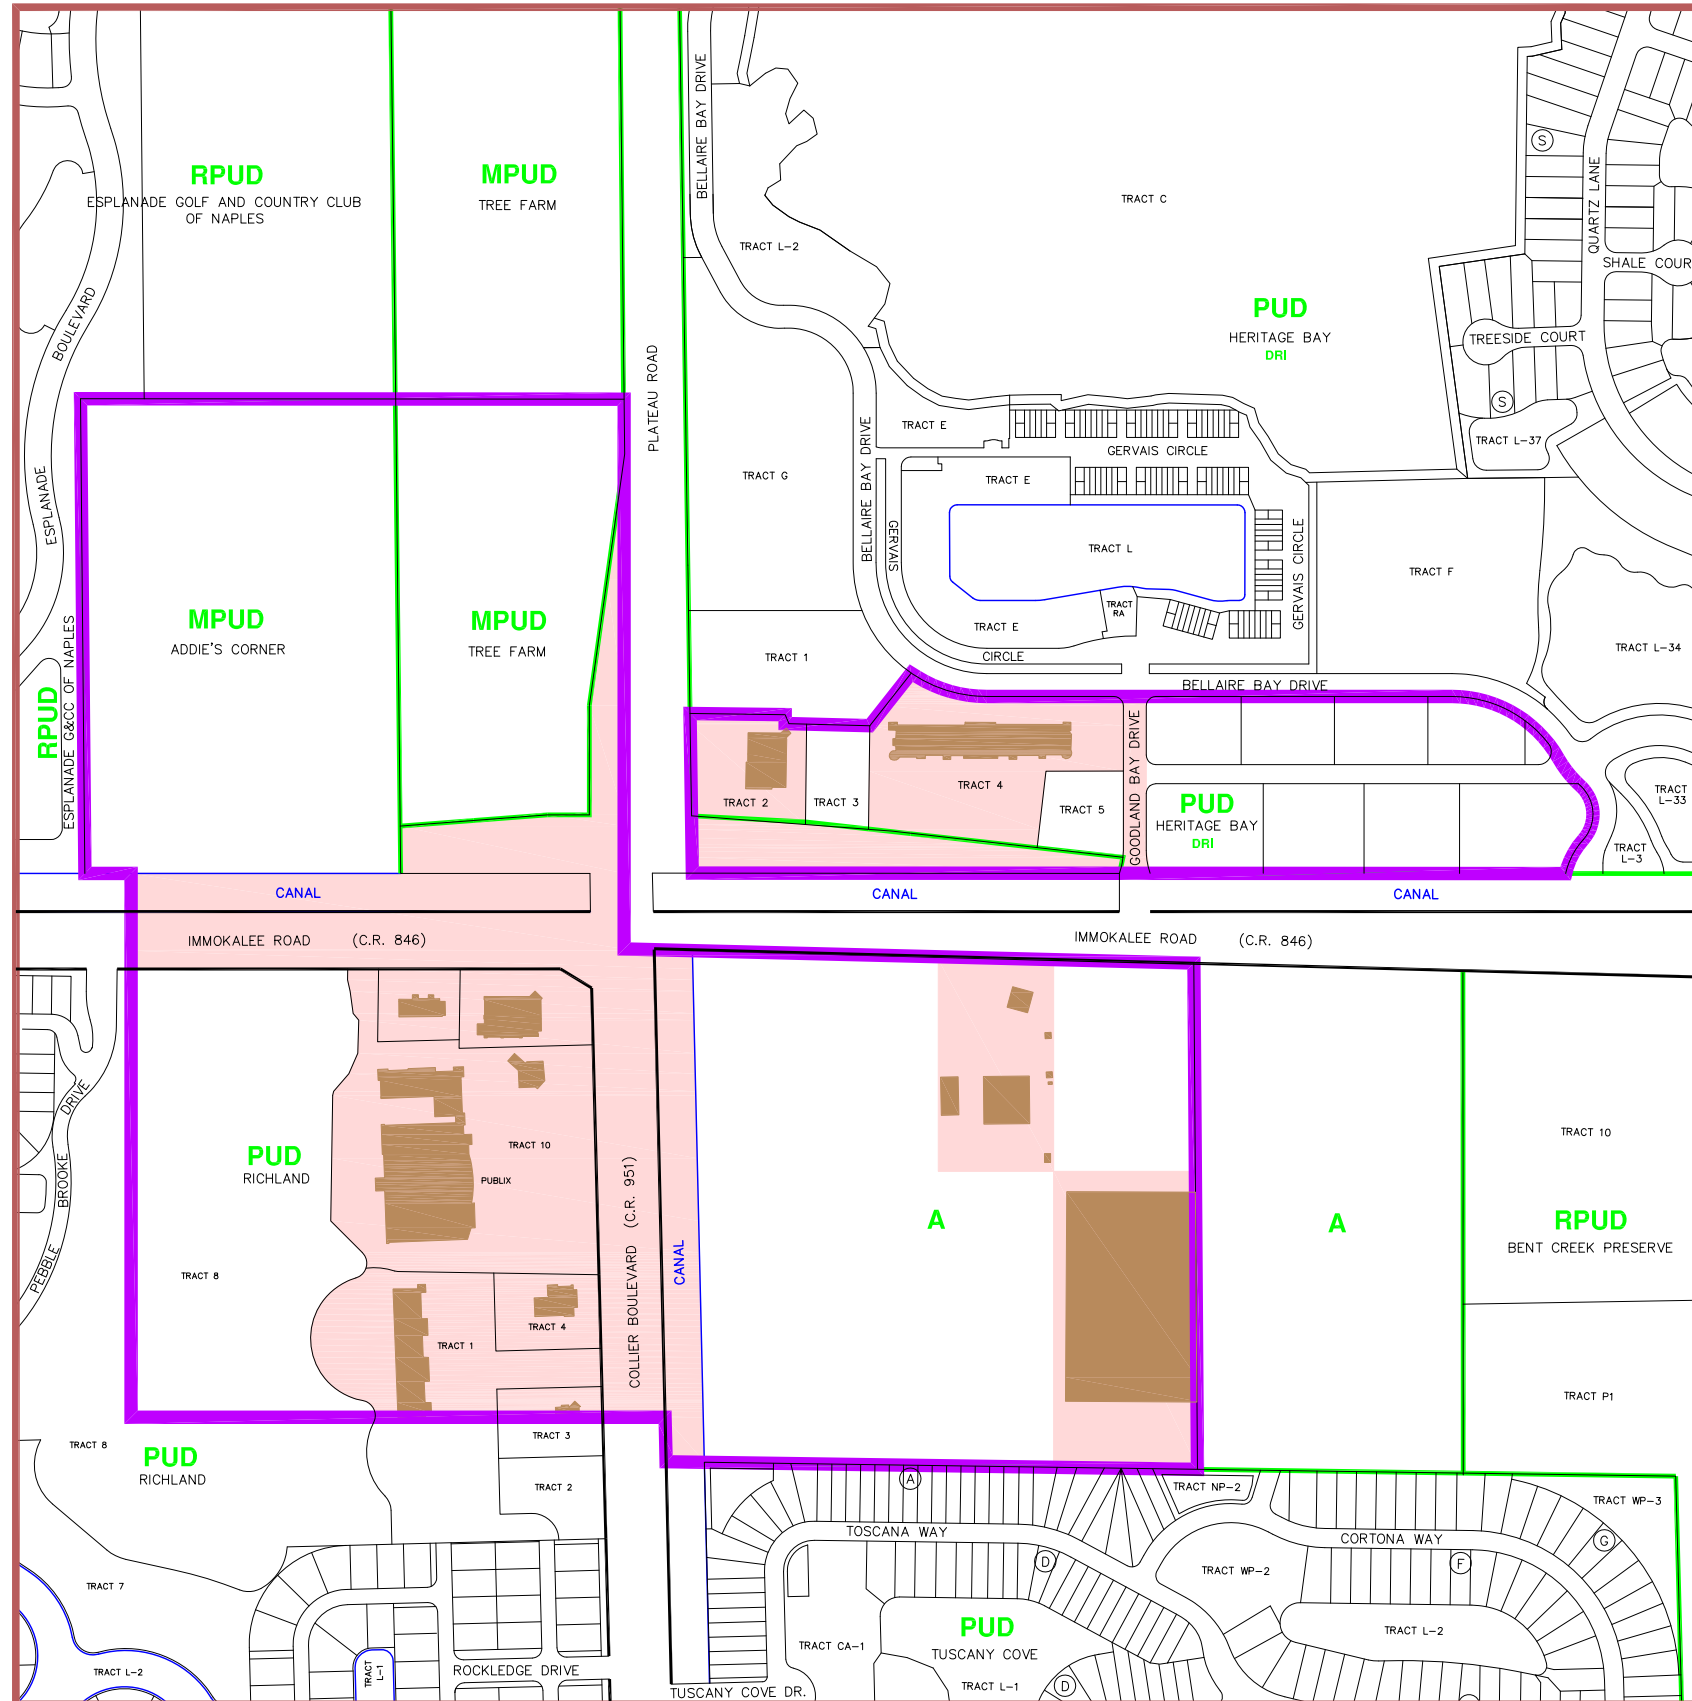 BELLAIRE BAY DRIVE
RPUD
ESPLANADE GOLF AND COUNTRY CLUB
OF NAPLES
MPUD
TREE FARM
TRACT C
S
QUARTZ LANE
TRACT L-2
SHALE COUR
BOULEVARD
PUD
HERITAGE BAY
DRI
TREESIDE COURT
PLATEAU ROAD
S
TRACT E
TRACT L-37
GERVAIS CIRCLE
ESPLANADE
TRACT G
BELLAIRE BAY DRIVE
TRACT E
GERVAIS
TRACT L
GERVAIS CIRCLE
TRACT F
TRACT
RA
MPUD
ADDIE'S CORNER
MPUD
TREE FARM
TRACT E
TRACT 1
CIRCLE
TRACT L-34
BELLAIRE BAY DRIVE
RPUD
ESPLANADE G&CC OF NAPLES
GOODLAND BAY DRIVE
TRACT 2
TRACT 3
TRACT 4
TRACT 5
PUD
HERITAGE BAY
DRI
TRACT
L-33
TRACT
L-3
CANAL
CANAL
CANAL
IMMOKALEE ROAD
(C.R. 846)
IMMOKALEE ROAD
(C.R. 846)
PEBBLE
BROOKE
DRIVE
PUD
RICHLAND
TRACT 10
PUBLIX
TRACT 8
COLLIER BOULEVARD
(C.R. 951)
CANAL
A
A
TRACT 10
RPUD
BENT CREEK PRESERVE
TRACT 4
TRACT 1
TRACT P1
TRACT 8
PUD
RICHLAND
TRACT 3
TRACT 2
A
TRACT NP-2
TRACT WP-3
TOSCANA WAY
CORTONA WAY
G
D
F
TRACT WP-2
TRACT 7
PUD
TUSCANY COVE
TRACT CA-1
TRACT L-2
TRACT L-2
TRACT
L-1
ROCKLEDGE DRIVE
TUSCANY COVE DR.
TRACT L-1
D